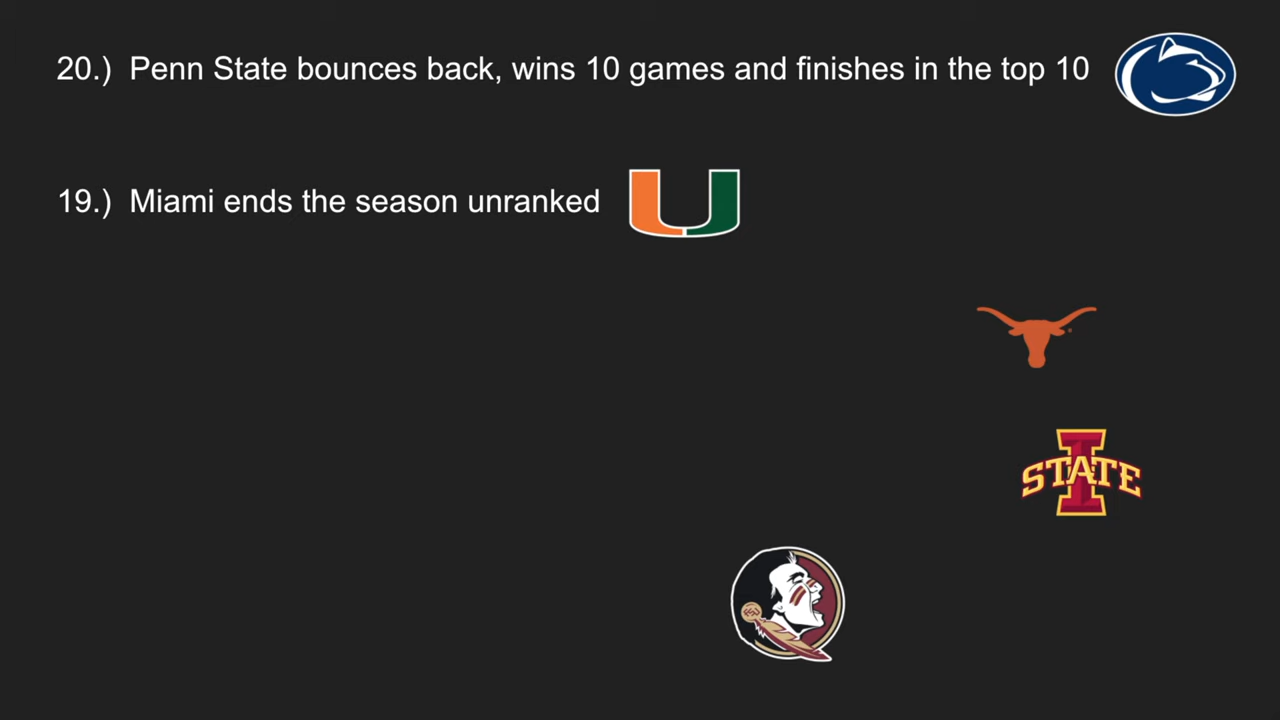 20.) Penn State bounces back, wins 10 games and finishes in the top 10
19.) Miami ends the season unranked
STATE